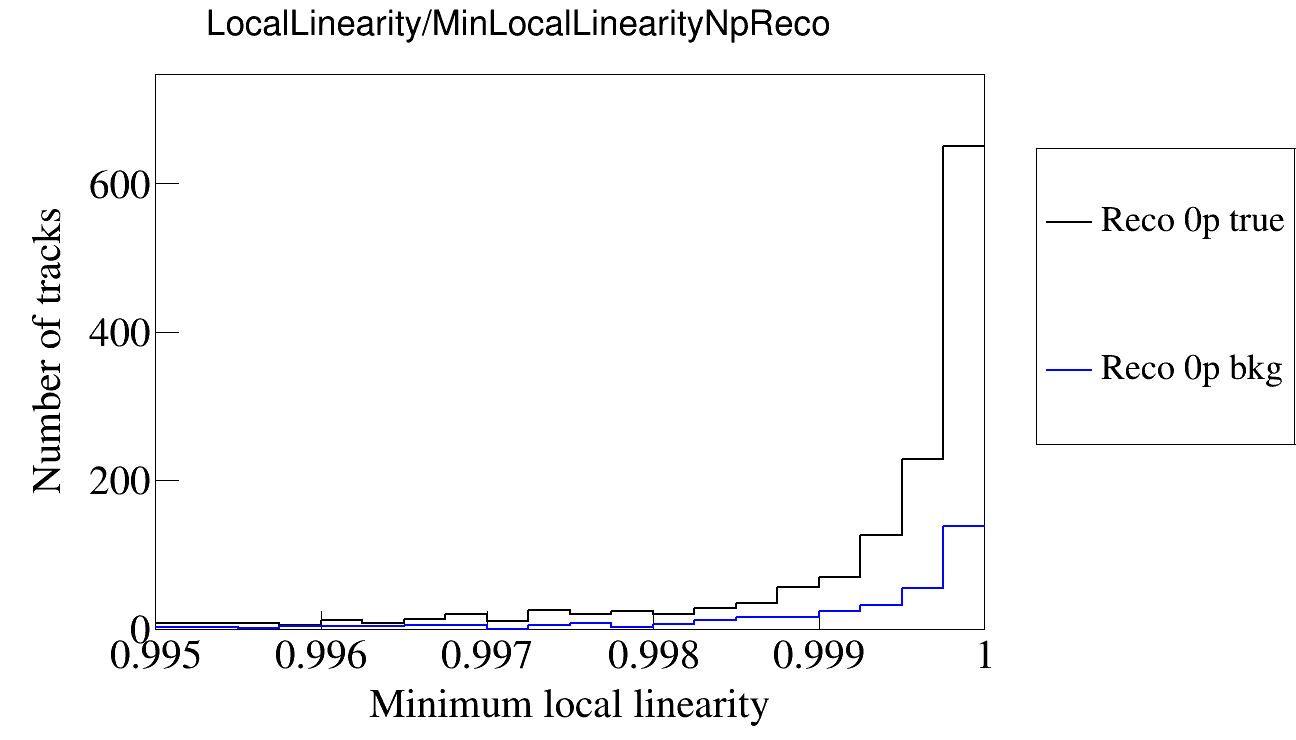 LocalLinearity/MinLocalLinearityNpReco
Number of tracks
600
400
200
0
0.995 0.996 0.997 0.998 0.999 1
Minimum local linearity
Reco 0p true
Reco 0p bkg